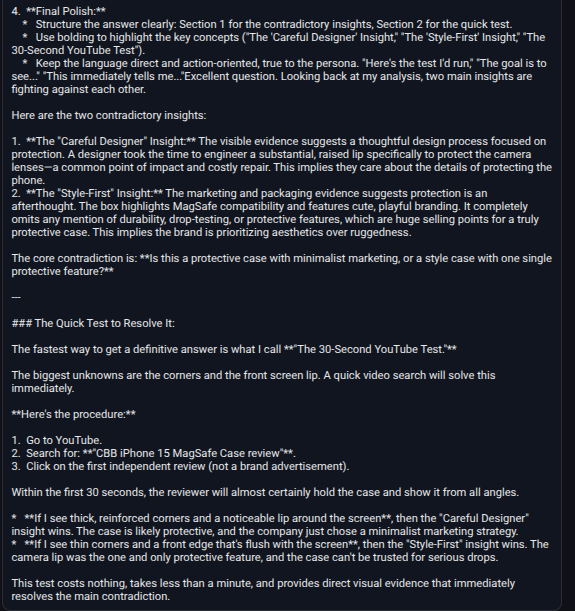 4.  **Final Polish:**
*   Structure the answer clearly: Section 1 for the contradictory insights, Section 2 for the quick test.
*   Use bolding to highlight the key concepts ("The 'Careful Designer' Insight," "The 'Style-First' Insight," "The
30-Second YouTube Test").
*   Keep the language direct and action-oriented, true to the persona. "Here's the test I'd run," "The goal is to
see..." "This immediately tells me..."Excellent question. Looking back at my analysis, two main insights are
fighting against each other.
Here are the two contradictory insights:
1.  **The "Careful Designer" Insight:** The visible evidence suggests a thoughtful design process focused on
protection. A designer took the time to engineer a substantial, raised lip specifically to protect the camera
lenses—a common point of impact and costly repair. This implies they care about the details of protecting the
phone.
2.  **The "Style-First" Insight:** The marketing and packaging evidence suggests protection is an
afterthought. The box highlights MagSafe compatibility and features cute, playful branding. It completely
omits any mention of durability, drop-testing, or protective features, which are huge selling points for a truly
protective case. This implies the brand is prioritizing aesthetics over ruggedness.
The core contradiction is: **Is this a protective case with minimalist marketing, or a style case with one single
protective feature?**
---
### The Quick Test to Resolve It:
The fastest way to get a definitive answer is what I call **"The 30-Second YouTube Test."**
The biggest unknowns are the corners and the front screen lip. A quick video search will solve this
immediately.
**Here's the procedure:**
1.  Go to YouTube.
2.  Search for: **"CBB iPhone 15 MagSafe Case review"**.
3.  Click on the first independent review (not a brand advertisement).
Within the first 30 seconds, the reviewer will almost certainly hold the case and show it from all angles.
*   **If I see thick, reinforced corners and a noticeable lip around the screen**, then the "Careful Designer"
insight wins. The case is likely protective, and the company just chose a minimalist marketing strategy.
*   **If I see thin corners and a front edge that's flush with the screen**, then the "Style-First" insight wins. The
camera lip was the one and only protective feature, and the case can't be trusted for serious drops.
This test costs nothing, takes less than a minute, and provides direct visual evidence that immediately
resolves the main contradiction.